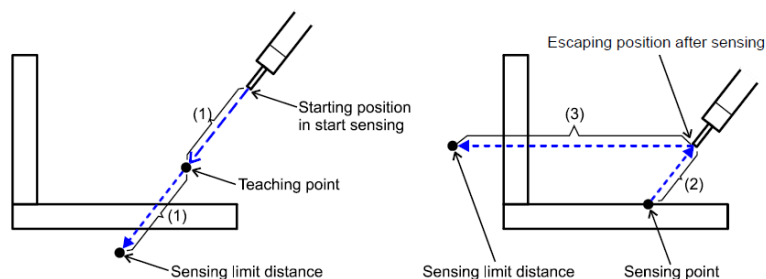 (1)
Starting position
in start sensing
Teaching point
(1)
Sensing limit distance
Escaping position after sensing
(3)
(2)
Sensing limit distance
Sensing point